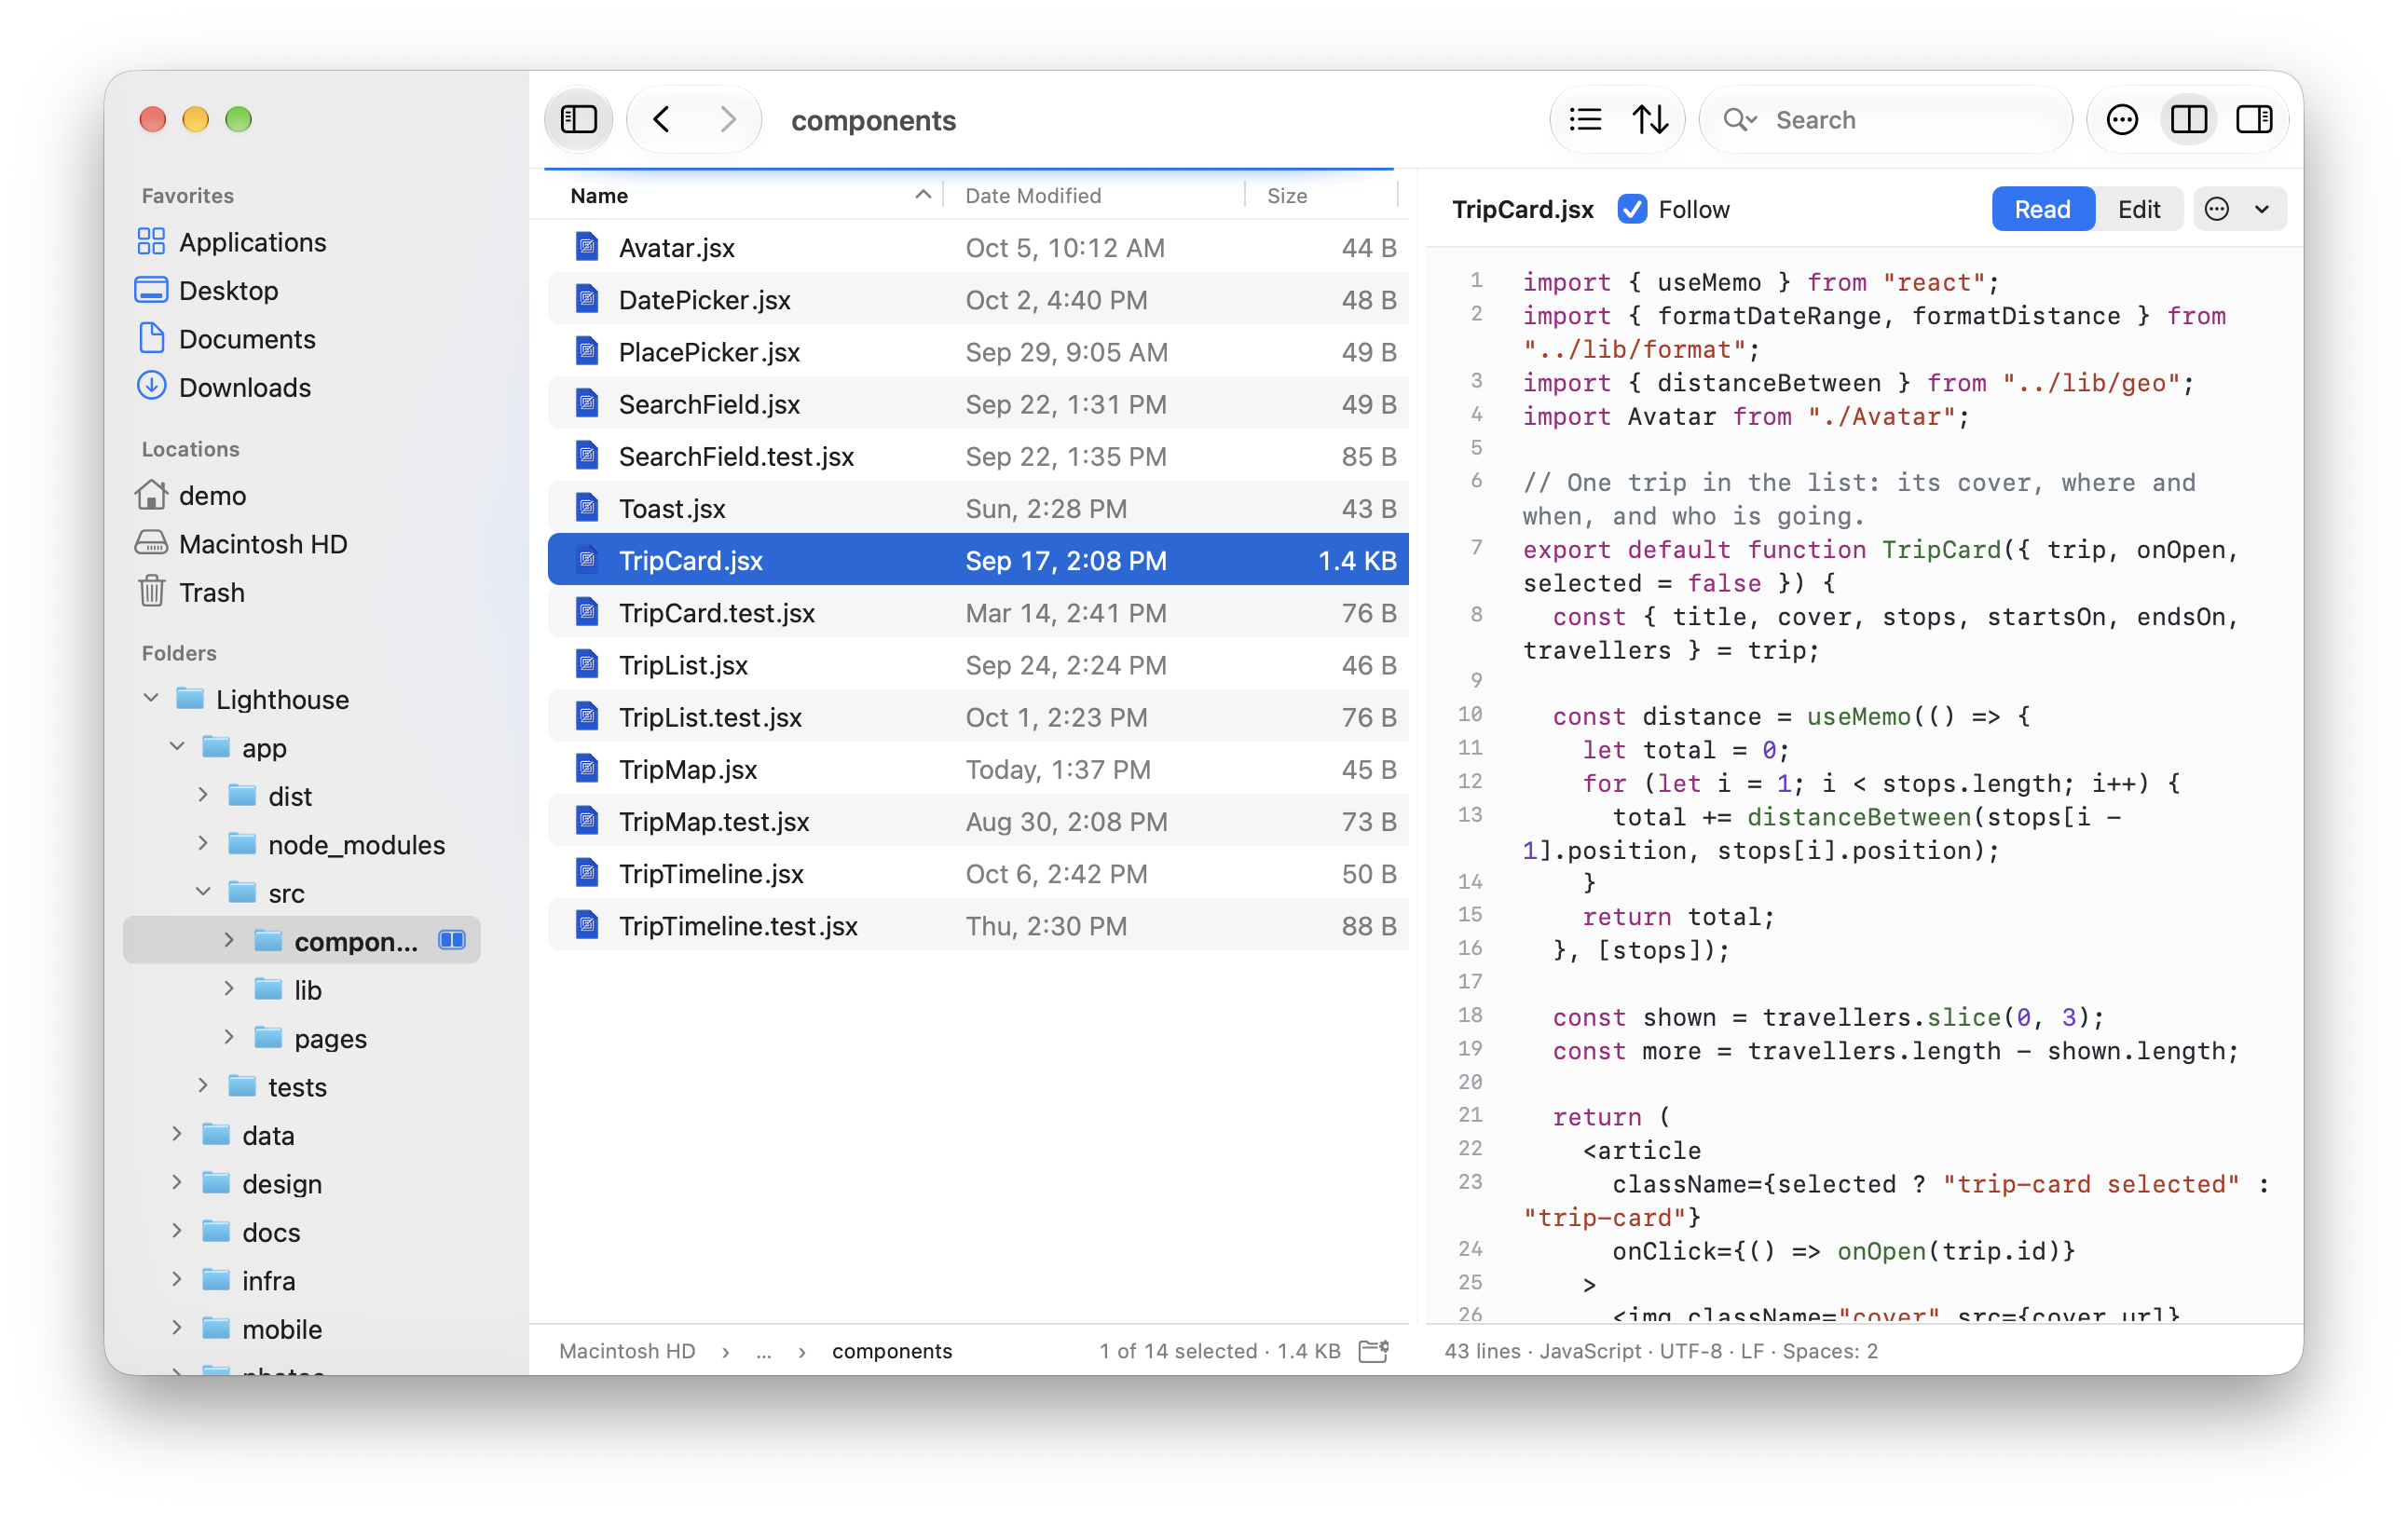 components
Search
Favorites
Applications
Desktop
Documents
Downloads
Locations
demo
Macintosh HD
Trash
Folders
Lighthouse
app
dist
node_modules
src
compon...
lib
pages
tests
data
design
docs
infra
mobile
photos
Name Date Modified Size
Avatar.jsx Oct 5, 10:12 AM 44 B
DatePicker.jsx Oct 2, 4:40 PM 48 B
PlacePicker.jsx Sep 29, 9:05 AM 49 B
SearchField.jsx Sep 22, 1:31 PM 49 B
SearchField.test.jsx Sep 22, 1:35 PM 85 B
Toast.jsx Sun, 2:28 PM 43 B
TripCard.jsx Sep 17, 2:08 PM 1.4 KB
TripCard.test.jsx Mar 14, 2:41 PM 76 B
TripList.jsx Sep 24, 2:24 PM 46 B
TripList.test.jsx Oct 1, 2:23 PM 76 B
TripMap.jsx Today, 1:37 PM 45 B
TripMap.test.jsx Aug 30, 2:08 PM 73 B
TripTimeline.jsx Oct 6, 2:42 PM 50 B
TripTimeline.test.jsx Thu, 2:30 PM 88 B
Macintosh HD › ... › components 1 of 14 selected · 1.4 KB
TripCard.jsx Follow Read Edit
1 import { useMemo } from "react";
2 import { formatDateRange, formatDistance } from
"../lib/format";
3 import { distanceBetween } from "../lib/geo";
4 import Avatar from "./Avatar";
5
6 // One trip in the list: its cover, where and
when, and who is going.
7 export default function TripCard({ trip, onOpen,
selected = false }) {
8 const { title, cover, stops, startsOn, endsOn,
travellers } = trip;
9
10 const distance = useMemo(() => {
11 let total = 0;
12 for (let i = 1; i < stops.length; i++) {
13 total += distanceBetween(stops[i -
1].position, stops[i].position);
14 }
15 return total;
16 }, [stops]);
17
18 const shown = travellers.slice(0, 3);
19 const more = travellers.length - shown.length;
20
21 return (
22 <article
23 className={selected ? "trip-card selected" :
"trip-card"}
24 onClick={() => onOpen(trip.id)}
25 >
26 <img className="cover" src={cover.url}
43 lines · JavaScript · UTF-8 · LF · Spaces: 2